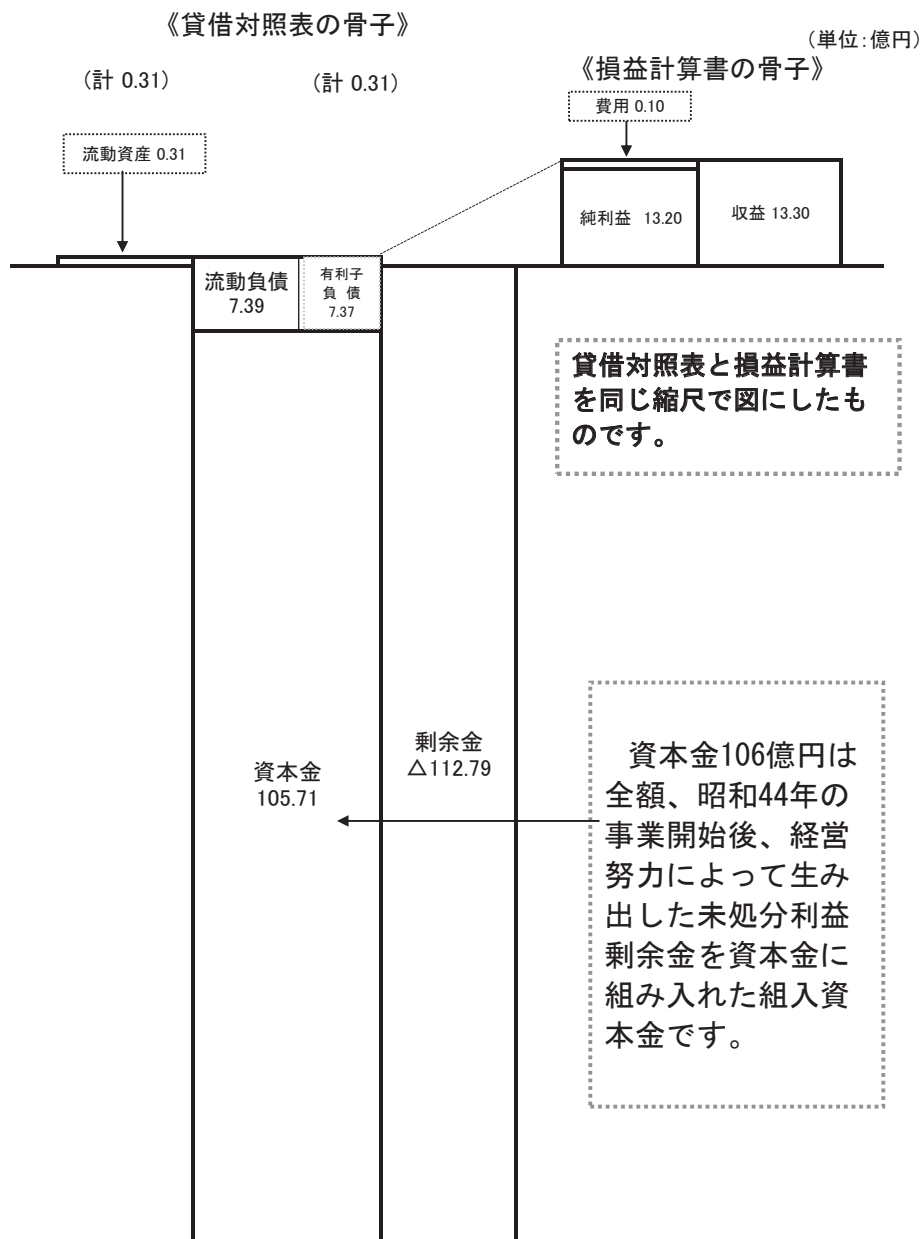 《貸借対照表の骨子》
（単位：億円）
（計 0.31）
（計 0.31）
《損益計算書の骨子》
費用 0.10
流動資産 0.31
純利益 13.20
収益 13.30
流動負債
7.39
有利子
負 債
7.37
貸借対照表と損益計算書
を同じ縮尺で図にしたも
のです。
資本金
105.71
剰余金
△112.79
資本金106億円は
全額、昭和44年の
事業開始後、経営
努力によって生み
出した未処分利益
剰余金を資本金に
組み入れた組入資
本金です。